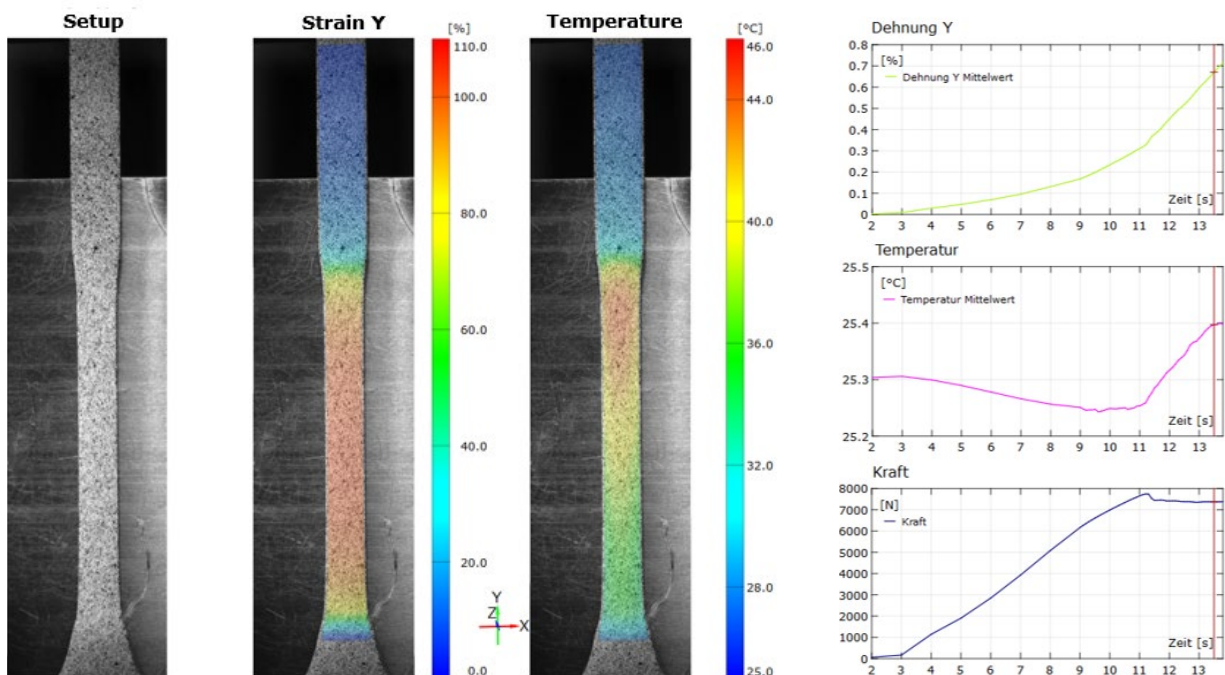 Setup
Strain Y
Temperature
[%]
110.0
100.0
80.0
60.0
40.0
20.0
0.0
Y
Z
X
[°C]
46.0
44.0
40.0
36.0
32.0
28.0
25.0
Dehnung Y
0.8
0.7
0.6
0.5
0.4
0.3
0.2
0.1
0
[%]
Dehnung Y Mittelwert
Zeit [s]
2 3 4 5 6 7 8 9 10 11 12 13
Temperatur
25.5
25.4
25.3
25.2
[°C]
Temperatur Mittelwert
Zeit [s]
2 3 4 5 6 7 8 9 10 11 12 13
Kraft
8000
7000
6000
5000
4000
3000
2000
1000
0
[N]
Kraft
Zeit [s]
2 3 4 5 6 7 8 9 10 11 12 13